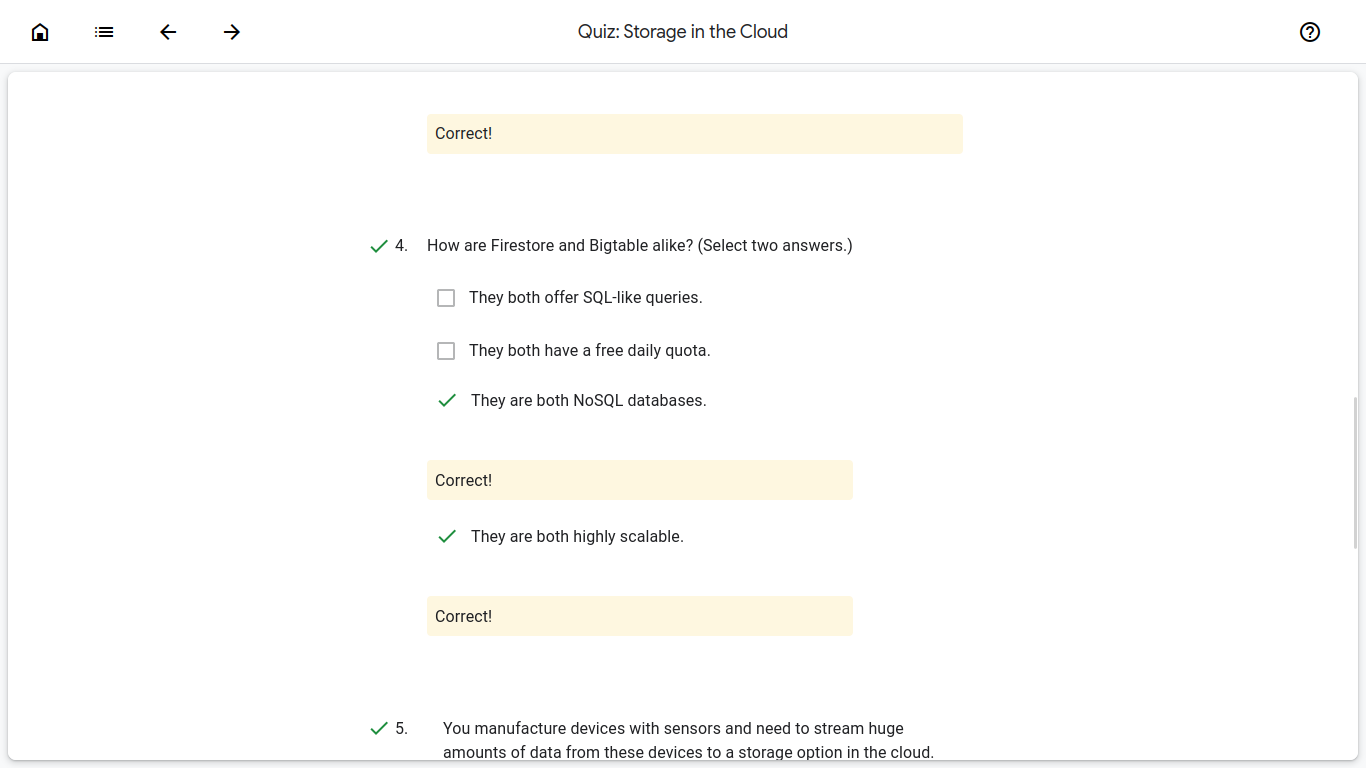 Quiz: Storage in the Cloud
Correct!
4. How are Firestore and Bigtable alike? (Select two answers.)
They both offer SQL-like queries.
They both have a free daily quota.
They are both NoSQL databases.
Correct!
They are both highly scalable.
Correct!
5. You manufacture devices with sensors and need to stream huge
amounts of data from these devices to a storage option in the cloud.